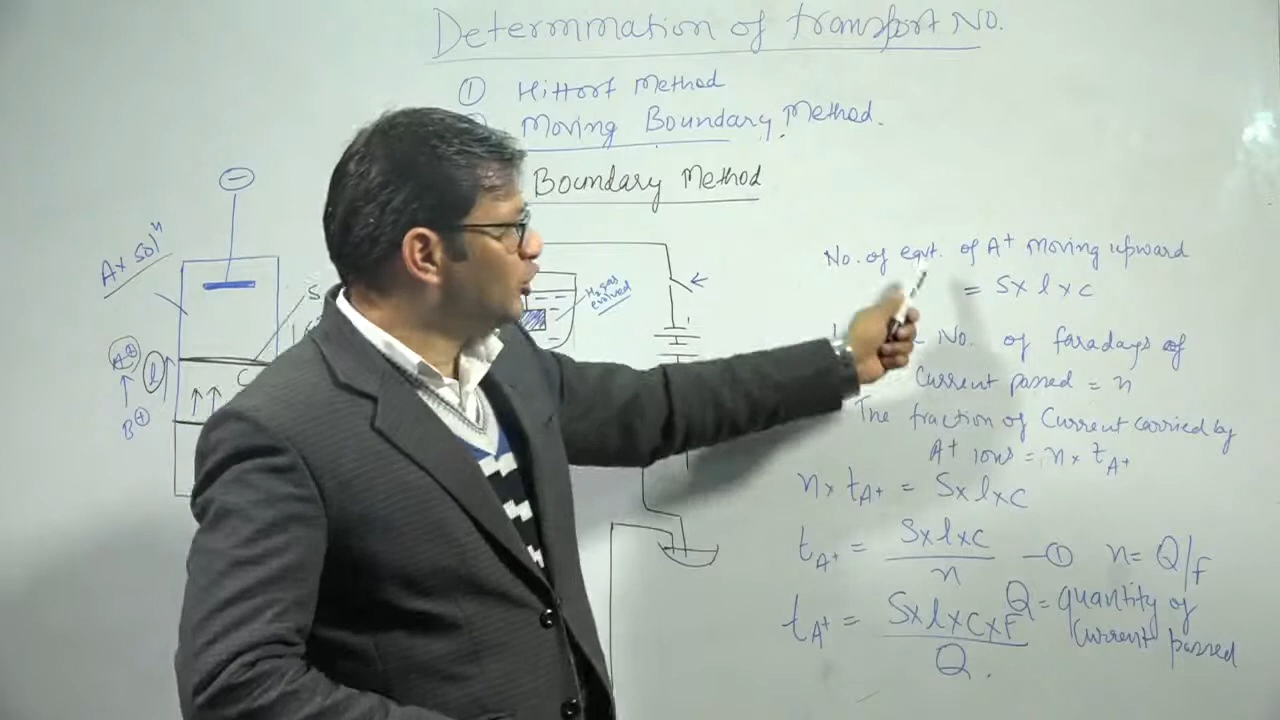 Determination of transport No.
① Hittorf Method
Moving Boundary Method.
Boundary Method
⊖
Ax sol^n
S
A⊕
l
C
B⊕
H₂ gas
evolved
No. of eqvt. of A⁺ moving upward
= S x l x C
No. of faradays of
Current passed = n
The fraction of Current carried by
A⁺ ions = n x t_A⁺
n x t_A⁺ = S x l x C
t_A⁺ = S x l x C / n — ① n = Q/f
t_A⁺ = S x l x C x F / Q.
Q = quantity of
Current passed